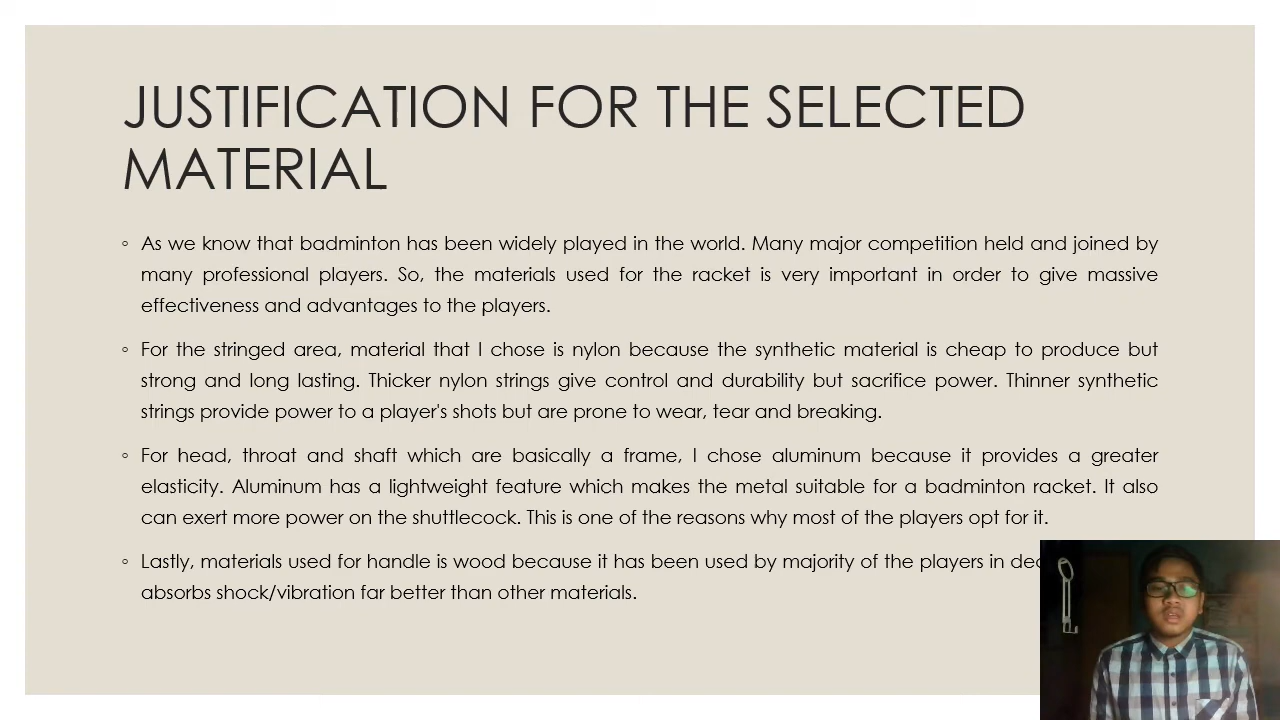 JUSTIFICATION FOR THE SELECTED
MATERIAL
◦ As we know that badminton has been widely played in the world. Many major competition held and joined by
many professional players. So, the materials used for the racket is very important in order to give massive
effectiveness and advantages to the players.
◦ For the stringed area, material that I chose is nylon because the synthetic material is cheap to produce but
strong and long lasting. Thicker nylon strings give control and durability but sacrifice power. Thinner synthetic
strings provide power to a player's shots but are prone to wear, tear and breaking.
◦ For head, throat and shaft which are basically a frame, I chose aluminum because it provides a greater
elasticity. Aluminum has a lightweight feature which makes the metal suitable for a badminton racket. It also
can exert more power on the shuttlecock. This is one of the reasons why most of the players opt for it.
◦ Lastly, materials used for handle is wood because it has been used by majority of the players in
absorbs shock/vibration far better than other materials.